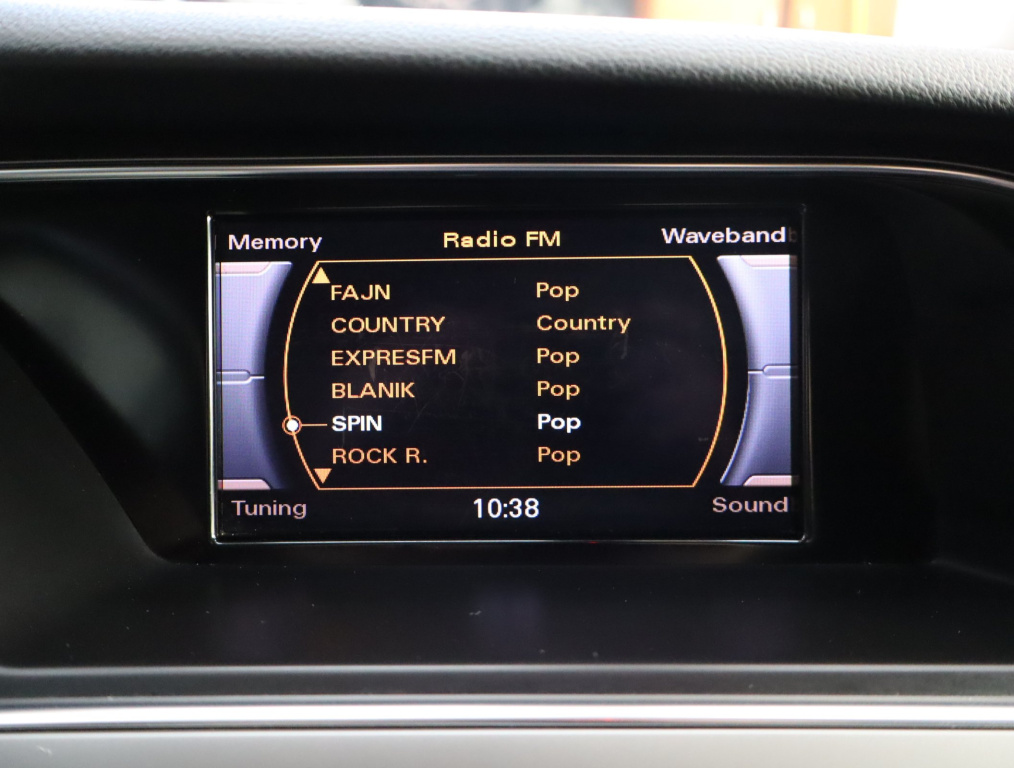 Memory Radio FM Waveband
FAJN Pop
COUNTRY Country
EXPRESFM Pop
BLANIK Pop
SPIN Pop
ROCK R. Pop
Tuning 10:38 Sound